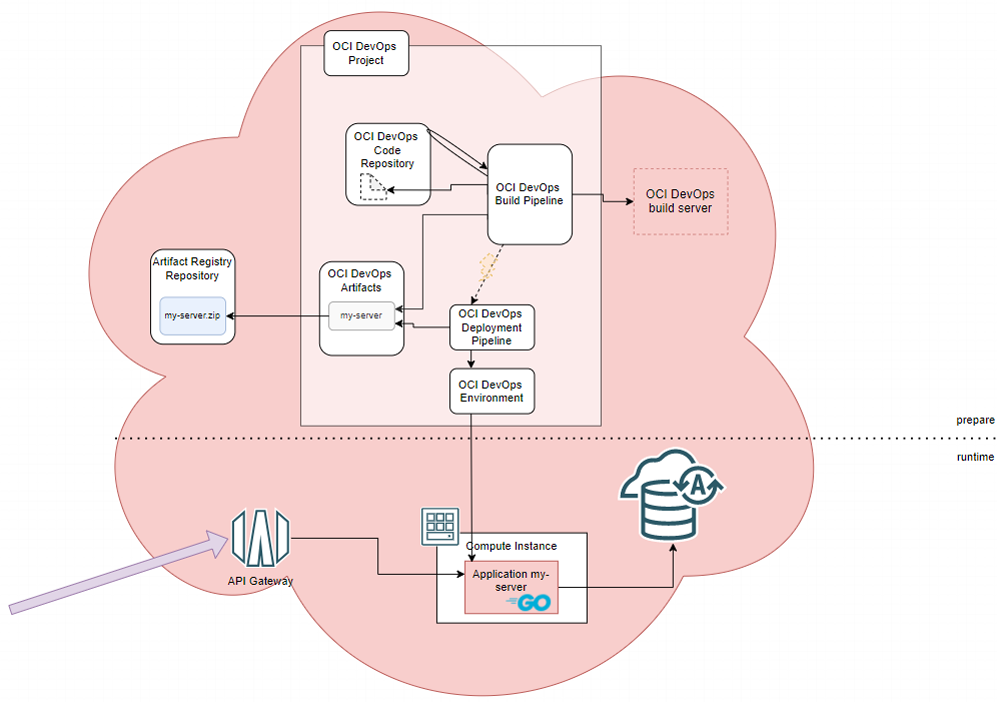 OCI DevOps
Project
OCI DevOps
Code
Repository
OCI DevOps
Build Pipeline
OCI DevOps
build server
Artifact Registry
Repository
my-server.zip
OCI DevOps
Artifacts
my-server
OCI DevOps
Deployment
Pipeline
OCI DevOps
Environment
prepare
runtime
A
API Gateway
Compute Instance
Application my-
server
GO